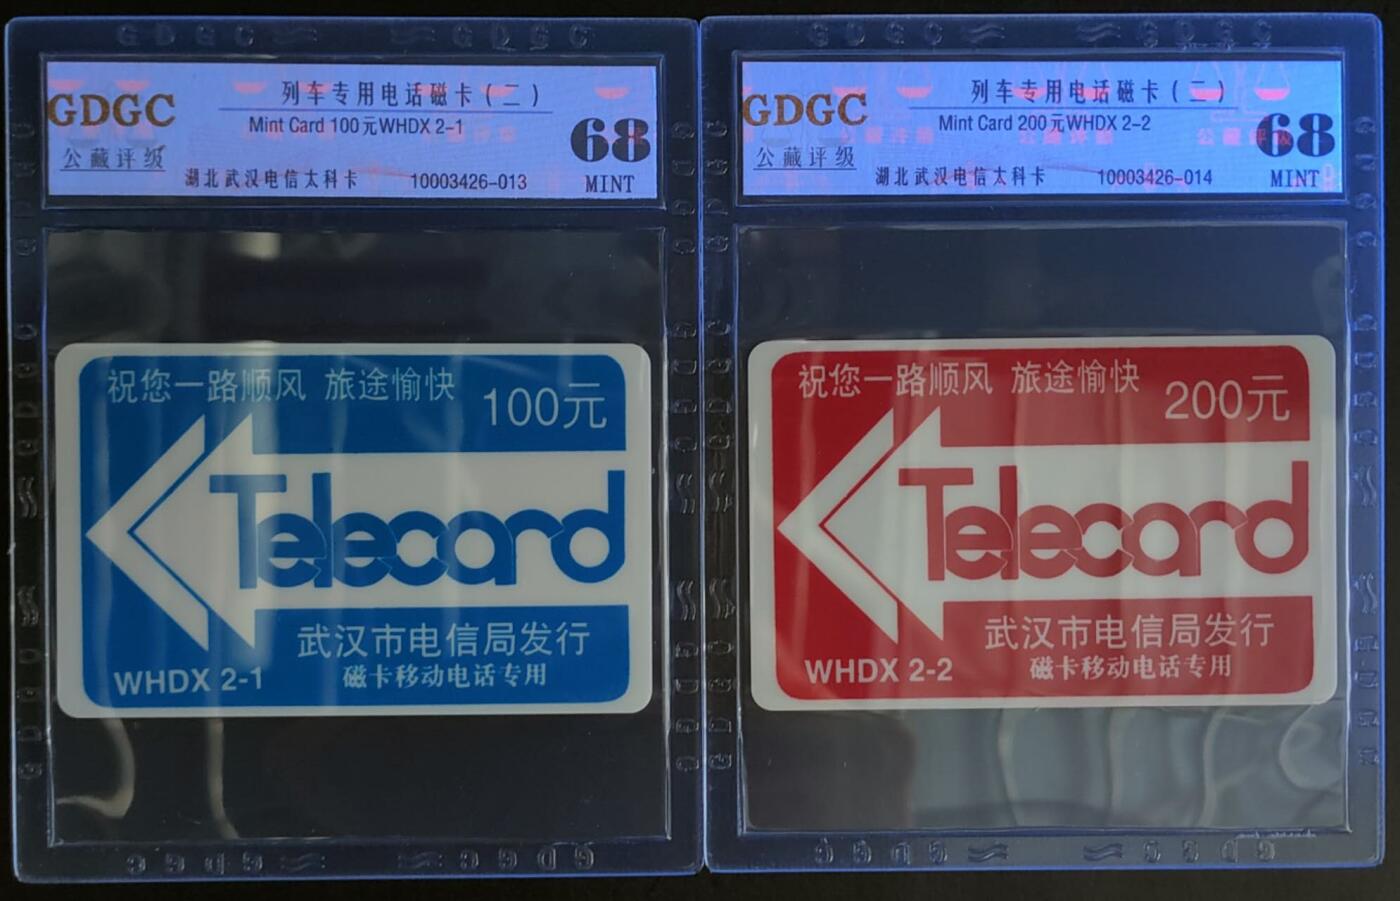 GDGC
公藏评级
列车专用电话磁卡(二)
Mint Card 100元WHDX 2-1
湖北武汉电信太科卡
10003426-013
68
MINT
祝您一路顺风 旅途愉快
100元
Telecard
武汉市电信局发行
WHDX 2-1
磁卡移动电话专用
GDGC
公藏评级
列车专用电话磁卡(二)
Mint Card 200元WHDX 2-2
湖北武汉电信太科卡
10003426-014
68
MINT
祝您一路顺风 旅途愉快
200元
Telecard
武汉市电信局发行
WHDX 2-2
磁卡移动电话专用